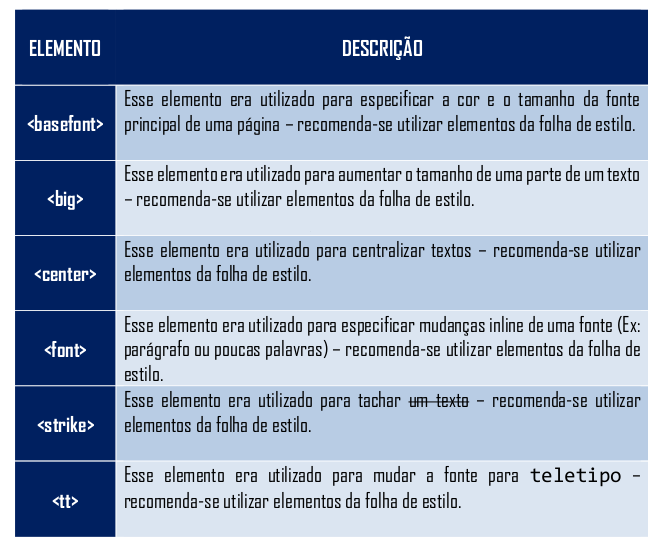 ELEMENTO DESCRIÇÃO
<basefont> Esse elemento era utilizado para especificar a cor e o tamanho da fonte
principal de uma página – recomenda-se utilizar elementos da folha de estilo.
<big> Esse elemento era utilizado para aumentar o tamanho de uma parte de um texto
– recomenda-se utilizar elementos da folha de estilo.
<center> Esse elemento era utilizado para centralizar textos – recomenda-se utilizar
elementos da folha de estilo.
<font> Esse elemento era utilizado para especificar mudanças inline de uma fonte (Ex:
parágrafo ou poucas palavras) – recomenda-se utilizar elementos da folha de
estilo.
<strike> Esse elemento era utilizado para tachar um texto – recomenda-se utilizar
elementos da folha de estilo.
<tt> Esse elemento era utilizado para mudar a fonte para teletipo –
recomenda-se utilizar elementos da folha de estilo.